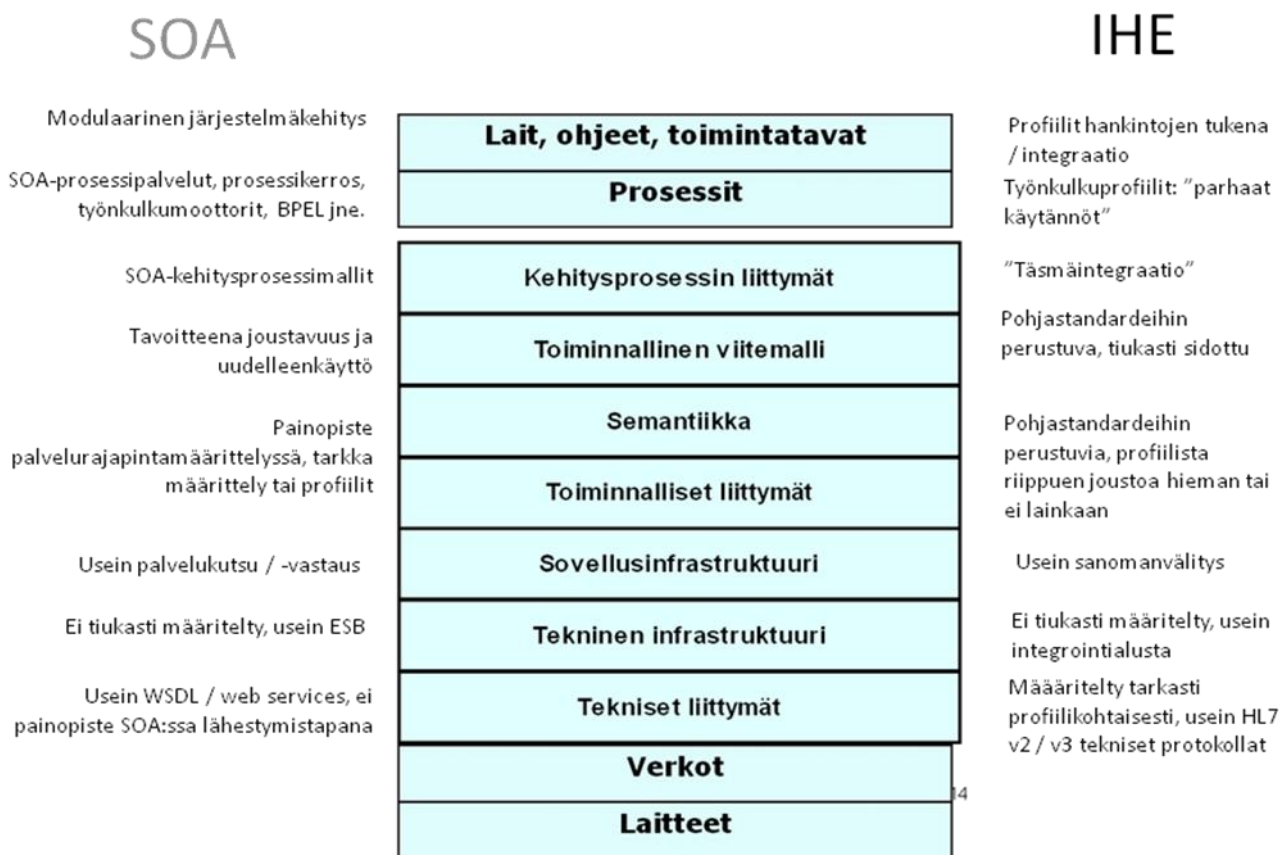 SOA
IHE
Modulaarinen järjestelmäkehitys
Lait, ohjeet, toimintatavat
Profiilit hankintojen tukena
/ integraatio
SOA-prosessipalvelut, prosessikerros,
työnkulkumoottorit, BPEL jne.
Prosessit
Työnkulkuprofiilit: ”parhaat
käytännöt”
SOA-kehitysprosessimallit
Kehitysprosessin liittymät
”Täsmäintegraatio”
Tavoitteena joustavuus ja
uudelleenkäyttö
Toiminnallinen viitemalli
Pohjastandardeihin
perustuva, tiukasti sidottu
Semantiikka
Painopiste
palvelurajapintamäärittelyssä, tarkka
määrittely tai profiilit
Toiminnalliset liittymät
Pohjastandardeihin
perustuvia, profiilista
riippuen joustoa hieman tai
ei lainkaan
Usein palvelukutsu / -vastaus
Sovellusinfrastruktuuri
Usein sanomanvälitys
Ei tiukasti määritelty, usein ESB
Tekninen infrastruktuuri
Ei tiukasti määritelty, usein
integrointialusta
Usein WSDL / web services, ei
painopiste SOA:ssa lähestymistapana
Tekniset liittymät
Määäritelty tarkasti
profiilikohtaisesti, usein HL7
v2 / v3 tekniset protokollat
Verkot
14
Laitteet